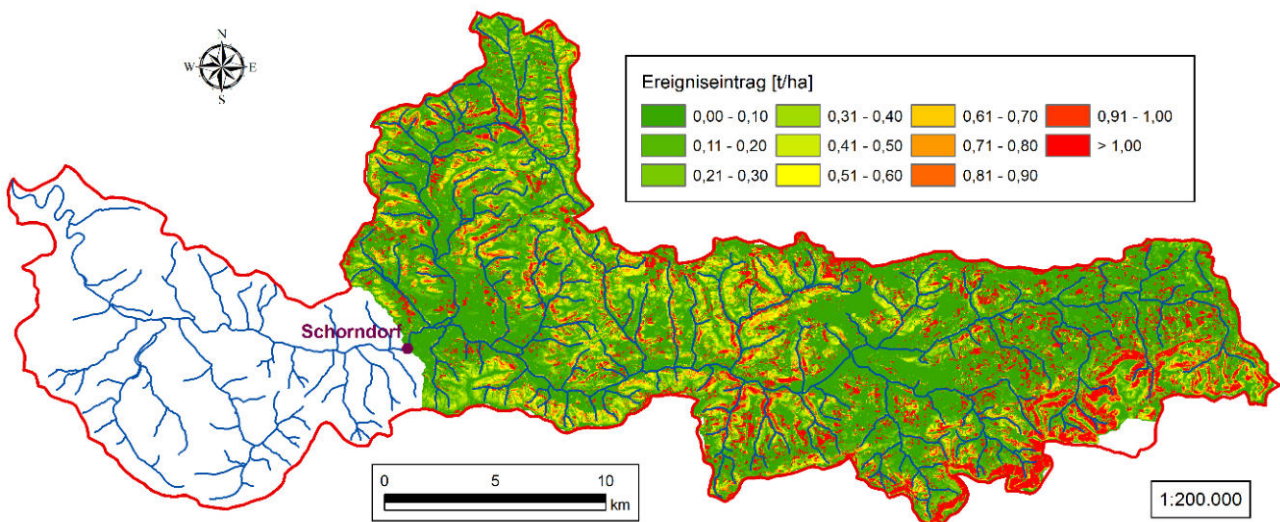 N
W E
S
Ereigniseintrag [t/ha]
0,00 - 0,10 0,31 - 0,40 0,61 - 0,70 0,91 - 1,00
0,11 - 0,20 0,41 - 0,50 0,71 - 0,80 > 1,00
0,21 - 0,30 0,51 - 0,60 0,81 - 0,90
Schorndorf
0 5 10
km
1:200.000